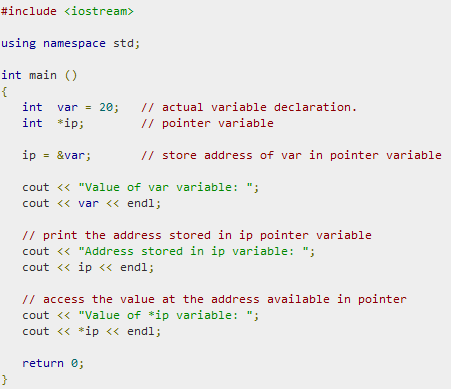 #include <iostream>
using namespace std;
int main ()
{
   int  var = 20;   // actual variable declaration.
   int  *ip;        // pointer variable
   ip = &var;       // store address of var in pointer variable
   cout << "Value of var variable: ";
   cout << var << endl;
   // print the address stored in ip pointer variable
   cout << "Address stored in ip variable: ";
   cout << ip << endl;
   // access the value at the address available in pointer
   cout << "Value of *ip variable: ";
   cout << *ip << endl;
   return 0;
}